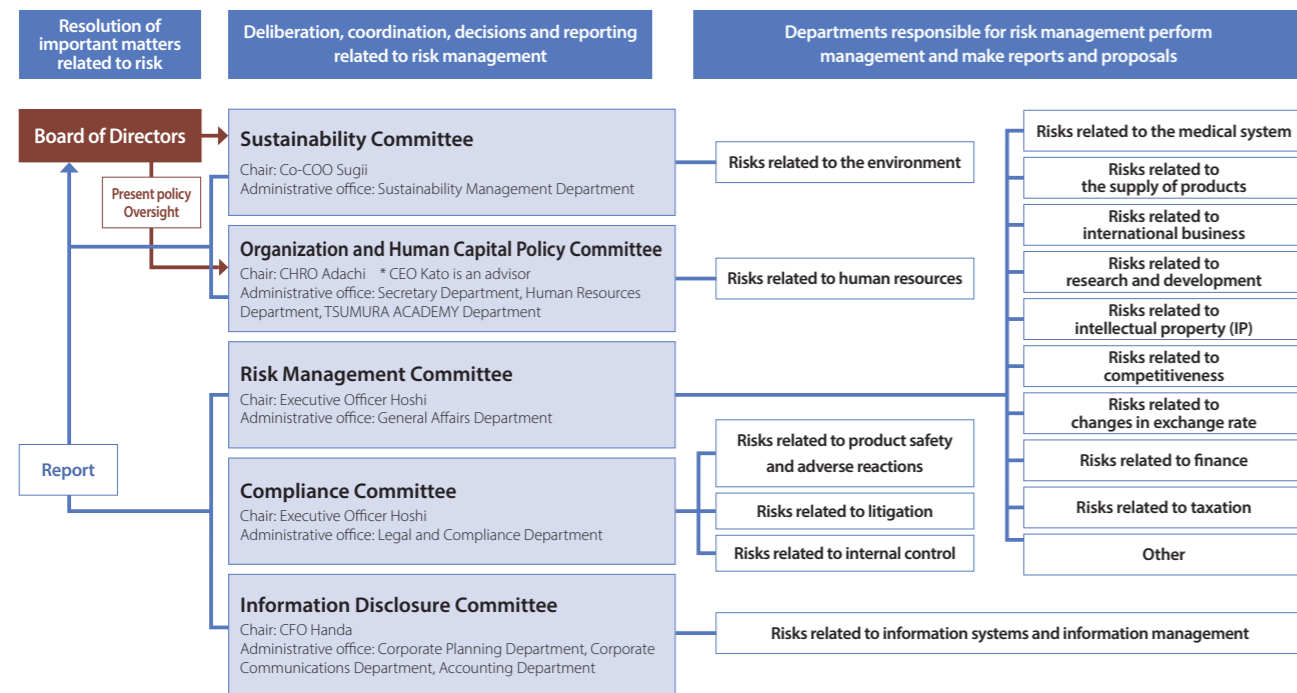 Resolution of
important matters
related to risk
Deliberation, coordination, decisions and reporting
related to risk management
Departments responsible for risk management perform
management and make reports and proposals
Board of Directors
Present policy
Oversight
Report
Sustainability Committee
Chair: Co-COO Sugii
Administrative office: Sustainability Management Department
Organization and Human Capital Policy Committee
Chair: CHRO Adachi * CEO Kato is an advisor
Administrative office: Secretary Department, Human Resources
Department, TSUMURA ACADEMY Department
Risk Management Committee
Chair: Executive Officer Hoshi
Administrative office: General Affairs Department
Compliance Committee
Chair: Executive Officer Hoshi
Administrative office: Legal and Compliance Department
Information Disclosure Committee
Chair: CFO Handa
Administrative office: Corporate Planning Department, Corporate
Communications Department, Accounting Department
Risks related to the environment
Risks related to human resources
Risks related to product safety
and adverse reactions
Risks related to litigation
Risks related to internal control
Risks related to the medical system
Risks related to
the supply of products
Risks related to
international business
Risks related to
research and development
Risks related to
intellectual property (IP)
Risks related to
competitiveness
Risks related to
changes in exchange rate
Risks related to finance
Risks related to taxation
Other
Risks related to information systems and information management